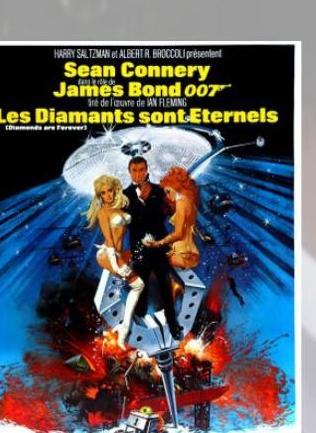 HARRY SALTZMAN et ALBERT R. BROCCOLI présentent
Sean Connery
dans le rôle de
James Bond 007
tiré de l'œuvre de IAN FLEMING
Les Diamants sont Eternels
(Diamonds are Forever)